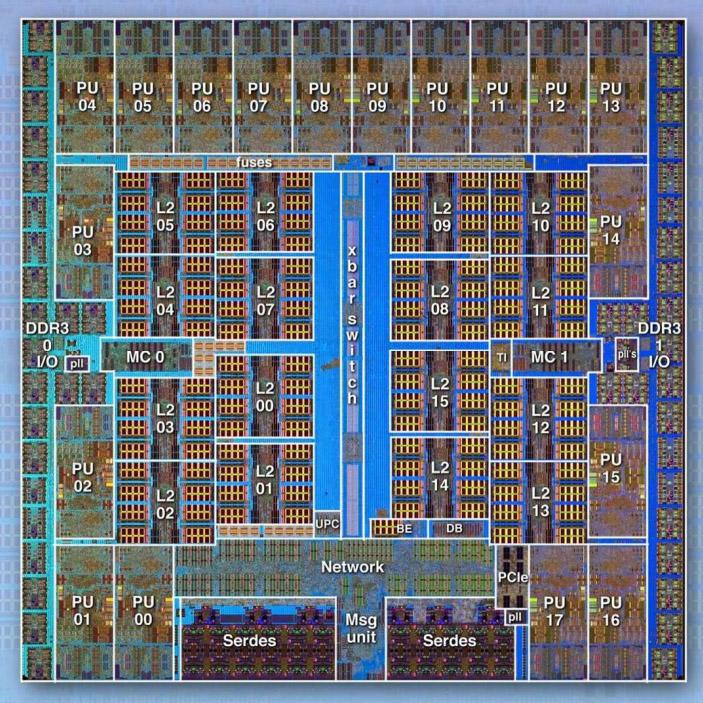 PU
04
PU
05
PU
06
PU
07
PU
08
PU
09
PU
10
PU
11
PU
12
PU
13
fuses
PU
03
L2
05
L2
06
xbar switch
L2
09
L2
10
PU
14
L2
04
L2
07
L2
08
L2
11
DDR3
0
I/O
pll
MC 0
TI
MC 1
pll's
DDR3
1
I/O
L2
03
L2
00
L2
15
L2
12
PU
02
L2
02
L2
01
L2
14
L2
13
PU
15
UPC
BE
DB
Network
PCIe
PU
01
PU
00
Serdes
Msg
unit
Serdes
pll
PU
17
PU
16